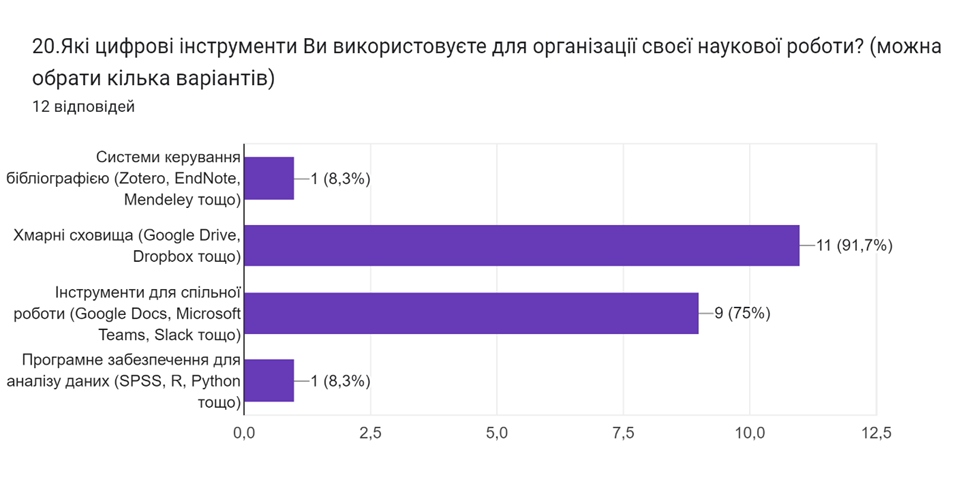 20.Які цифрові інструменти Ви використовуєте для організації своєї наукової роботи? (можна
обрати кілька варіантів)
12 відповідей
Системи керування
бібліографією (Zotero, EndNote,
Mendeley тощо)
1 (8,3%)
Хмарні сховища (Google Drive,
Dropbox тощо)
11 (91,7%)
Інструменти для спільної
роботи (Google Docs, Microsoft
Teams, Slack тощо)
9 (75%)
Програмне забезпечення для
аналізу даних (SPSS, R, Python
тощо)
1 (8,3%)
0,0 2,5 5,0 7,5 10,0 12,5